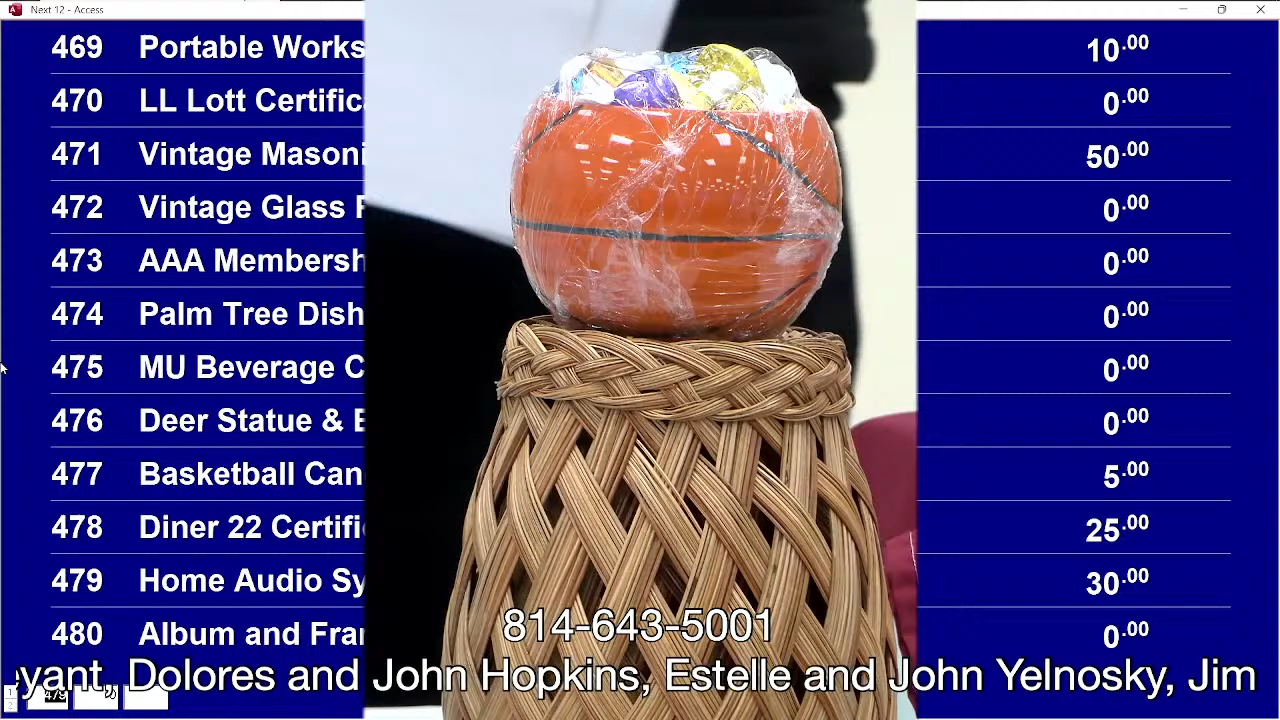 Next 12 - Access
469 Portable Works 10.00
470 LL Lott Certific 0.00
471 Vintage Masoni 50.00
472 Vintage Glass 0.00
473 AAA Membersh 0.00
474 Palm Tree Dish 0.00
475 MU Beverage C 0.00
476 Deer Statue & 0.00
477 Basketball Can 5.00
478 Diner 22 Certifi 25.00
479 Home Audio Sy 30.00
480 Album and Fra 0.00
814-643-5001
yant, Dolores and John Hopkins, Estelle and John Yelnosky, Jim
479